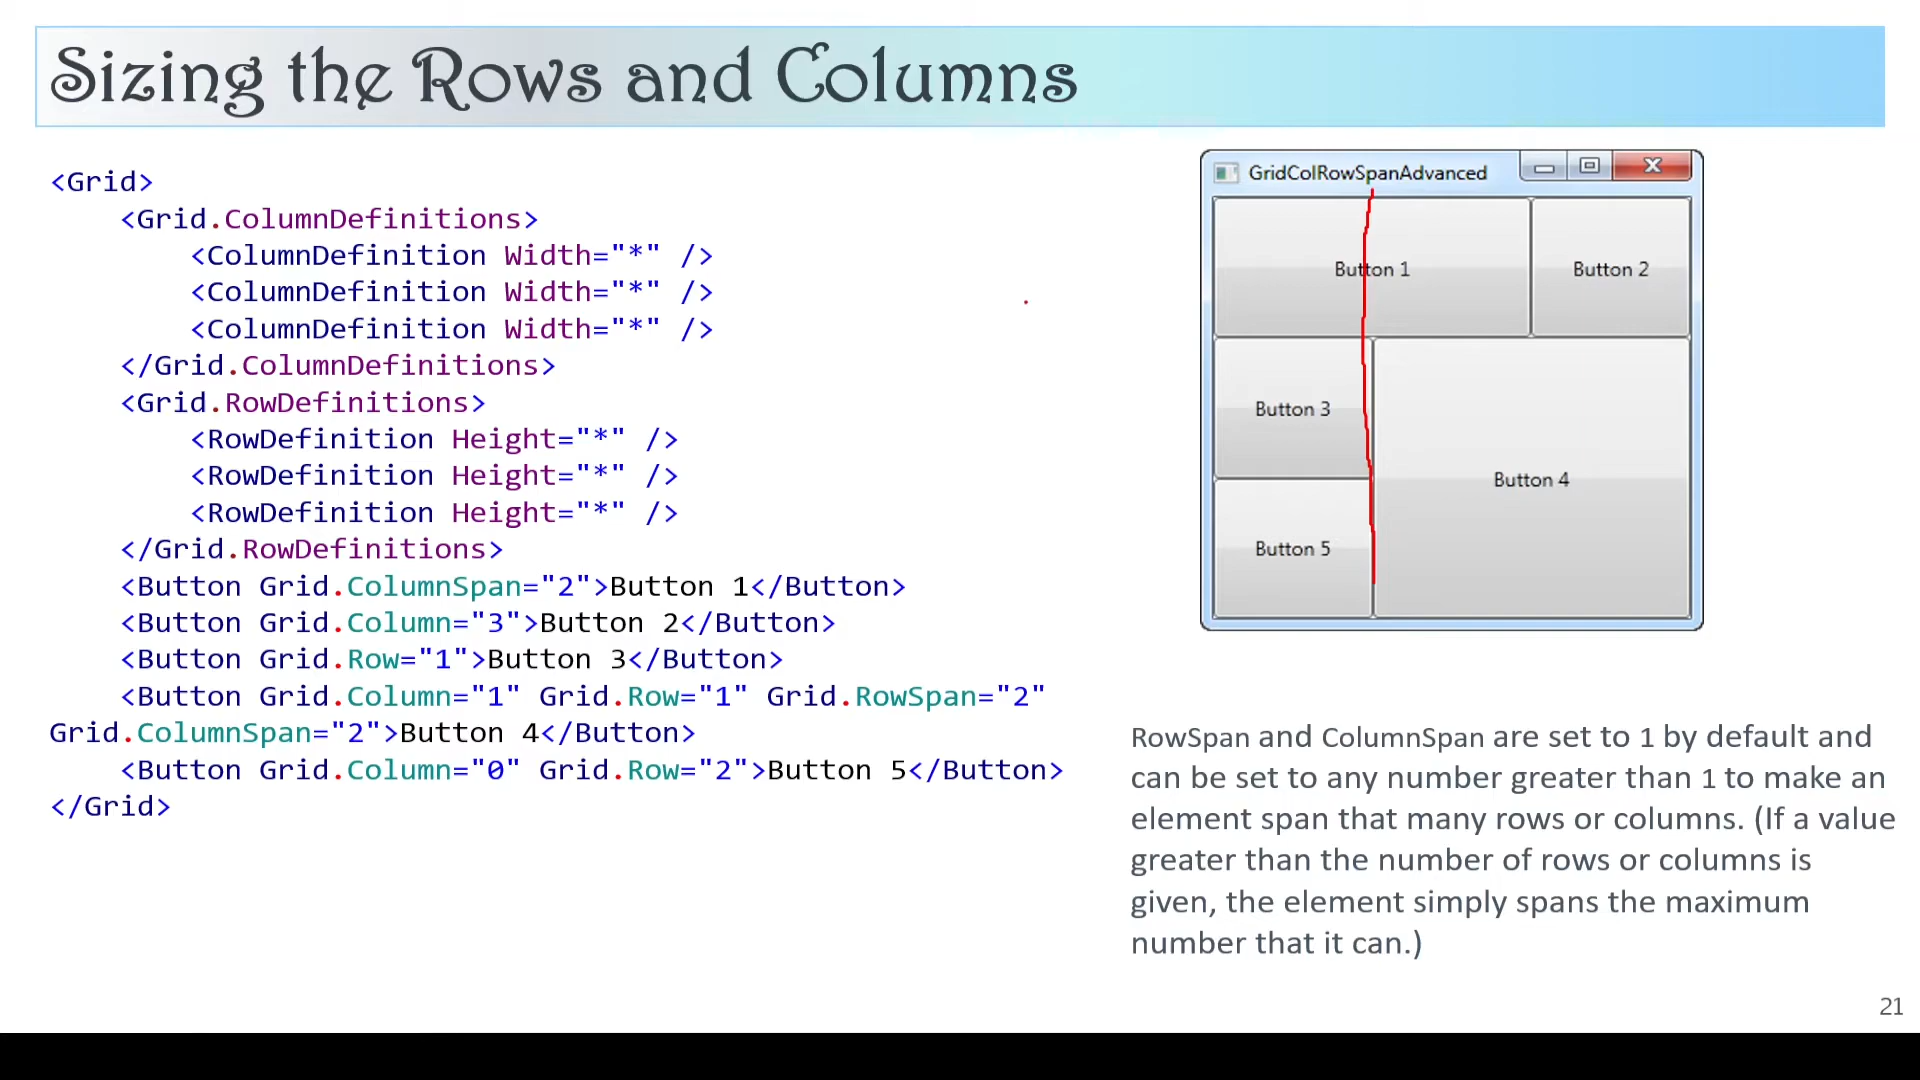 Sizing the Rows and Columns
<Grid>
    <Grid.ColumnDefinitions>
        <ColumnDefinition Width="*" />
        <ColumnDefinition Width="*" />
        <ColumnDefinition Width="*" />
    </Grid.ColumnDefinitions>
    <Grid.RowDefinitions>
        <RowDefinition Height="*" />
        <RowDefinition Height="*" />
        <RowDefinition Height="*" />
    </Grid.RowDefinitions>
    <Button Grid.ColumnSpan="2">Button 1</Button>
    <Button Grid.Column="3">Button 2</Button>
    <Button Grid.Row="1">Button 3</Button>
    <Button Grid.Column="1" Grid.Row="1" Grid.RowSpan="2"
Grid.ColumnSpan="2">Button 4</Button>
    <Button Grid.Column="0" Grid.Row="2">Button 5</Button>
</Grid>
GridColRowSpanAdvanced
Button 1
Button 2
Button 3
Button 4
Button 5
RowSpan and ColumnSpan are set to 1 by default and
can be set to any number greater than 1 to make an
element span that many rows or columns. (If a value
greater than the number of rows or columns is
given, the element simply spans the maximum
number that it can.)
21